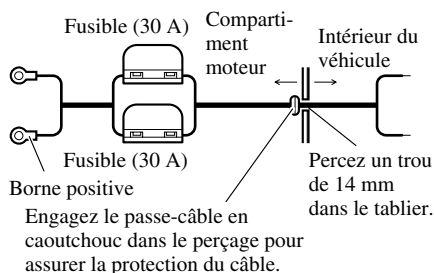 Fusible (30 A)
Comparti-
ment
moteur
Intérieur du
véhicule
Fusible (30 A)
Borne positive
Percez un trou
de 14 mm
dans le tablier.
Engagez le passe-câble en
caoutchouc dans le perçage pour
assurer la protection du câble.